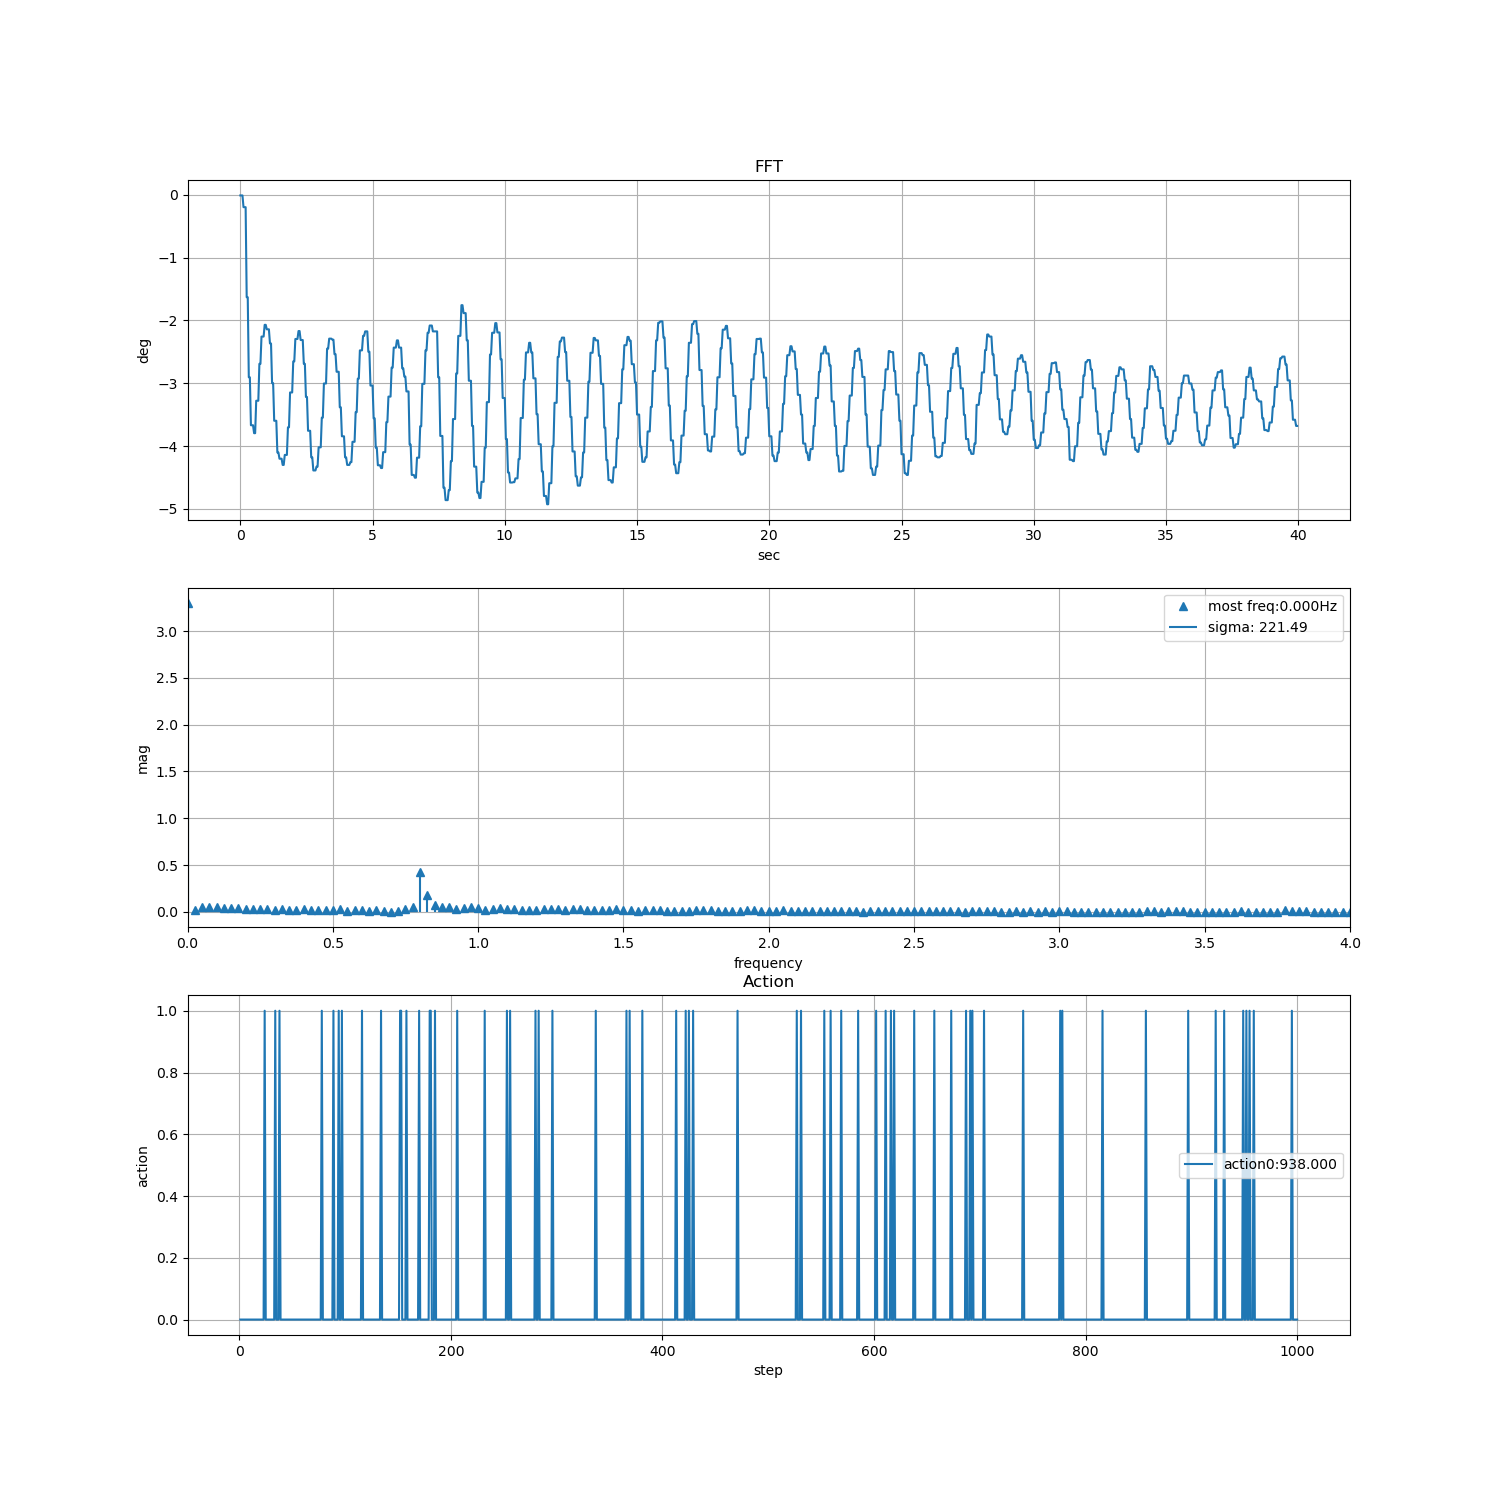 FFT
0
−1
−2
−3
−4
−5
deg
0 5 10 15 20 25 30 35 40
sec
most freq:0.000Hz
sigma: 221.49
3.0
2.5
2.0
1.5
1.0
0.5
0.0
mag
0.0 0.5 1.0 1.5 2.0 2.5 3.0 3.5 4.0
frequency
Action
1.0
0.8
0.6
0.4
0.2
0.0
action
action0:938.000
0 200 400 600 800 1000
step